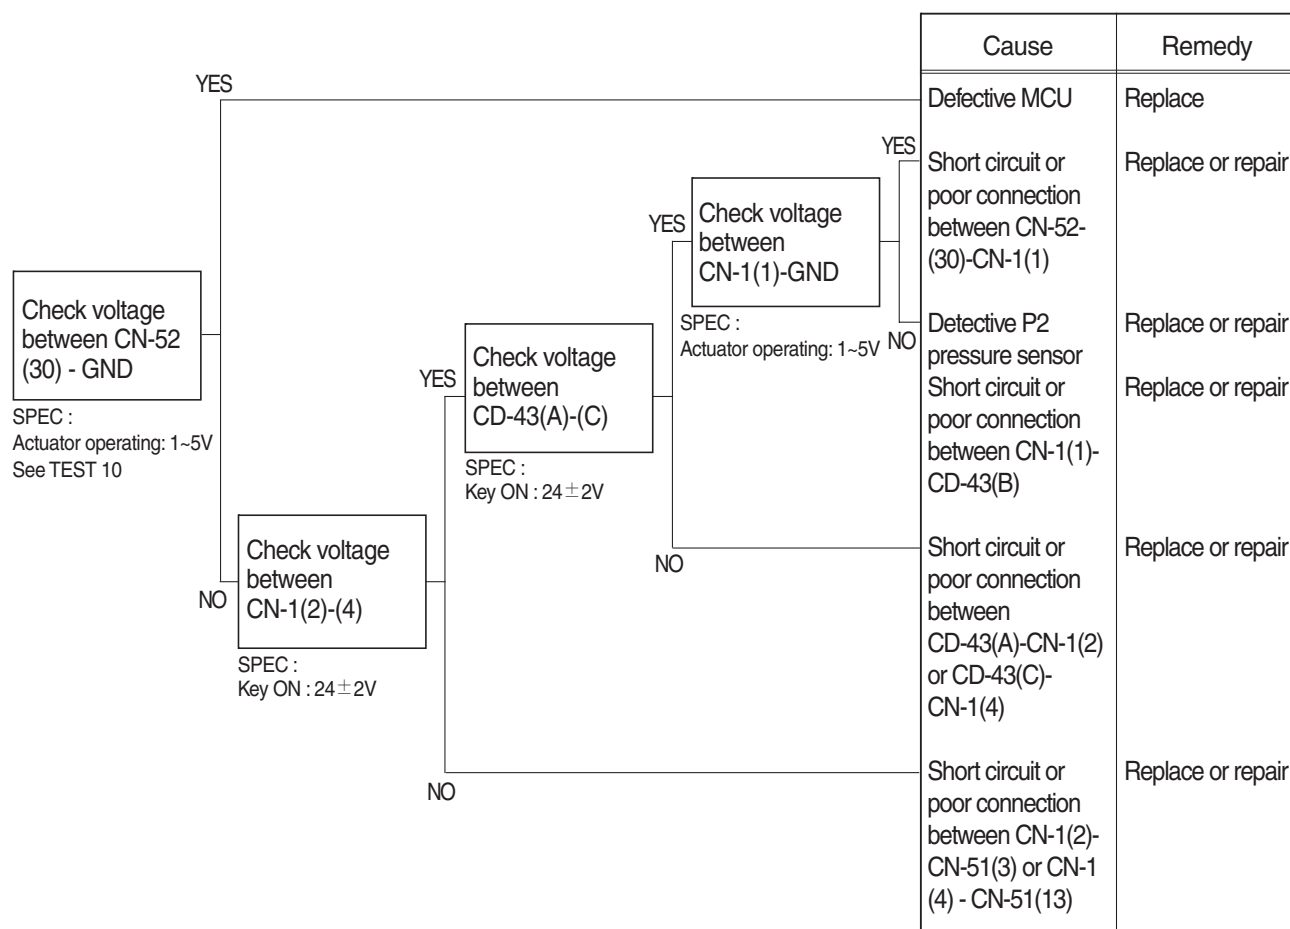 Cause
Remedy
YES
Defective MCU
Replace
YES
Short circuit or
poor connection
between CN-52-
(30)-CN-1(1)
Replace or repair
YES
Check voltage
between
CN-1(1)-GND
SPEC :
Actuator operating: 1~5V
NO
Detective P2
pressure sensor
Replace or repair
Short circuit or
poor connection
between CN-1(1)-
CD-43(B)
Replace or repair
Check voltage
between CN-52
(30) - GND
SPEC :
Actuator operating: 1~5V
See TEST 10
YES
Check voltage
between
CD-43(A)-(C)
SPEC :
Key ON : 24±2V
NO
Short circuit or
poor connection
between
CD-43(A)-CN-1(2)
or CD-43(C)-
CN-1(4)
Replace or repair
NO
Check voltage
between
CN-1(2)-(4)
SPEC :
Key ON : 24±2V
NO
Short circuit or
poor connection
between CN-1(2)-
CN-51(3) or CN-1
(4) - CN-51(13)
Replace or repair